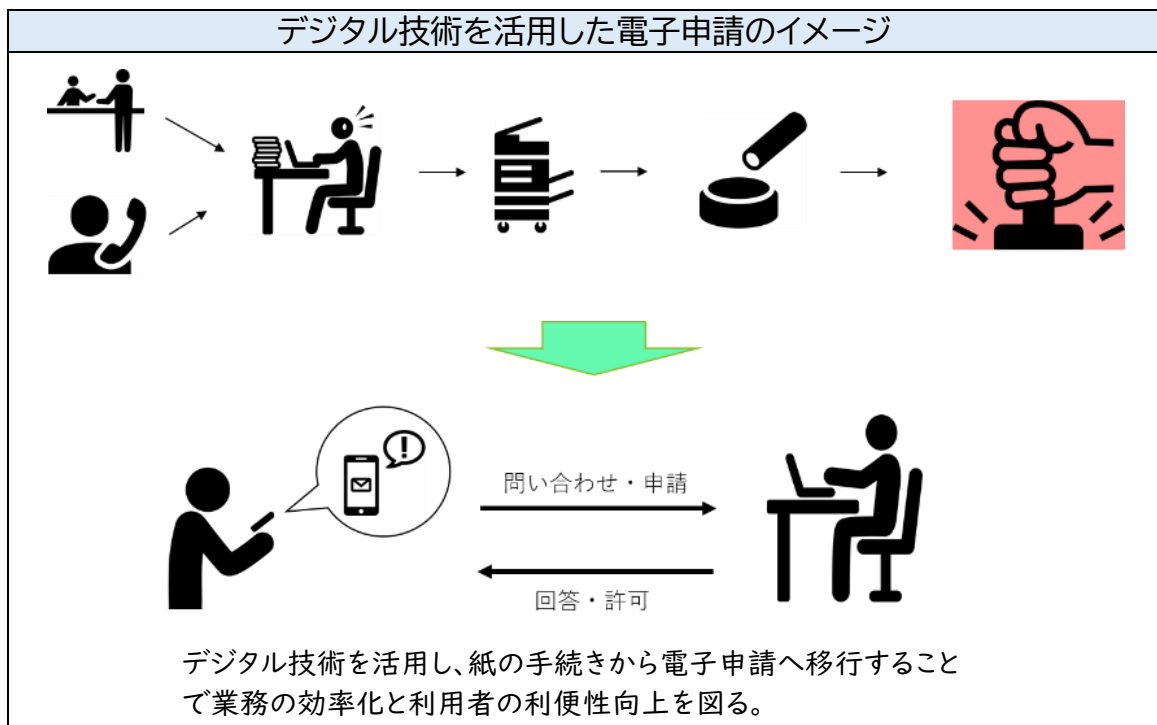 デジタル技術を活用した電子申請のイメージ
問い合わせ・申請
回答・許可
デジタル技術を活用し、紙の手続きから電子申請へ移行すること
で業務の効率化と利用者の利便性向上を図る。